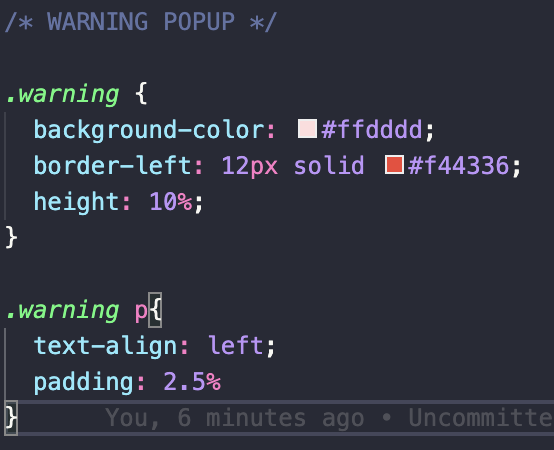 /* WARNING POPUP */
.warning {
background-color: #ffdddd;
border-left: 12px solid #f44336;
height: 10%;
}
.warning p{
text-align: left;
padding: 2.5%
} You, 6 minutes ago • Uncommitte